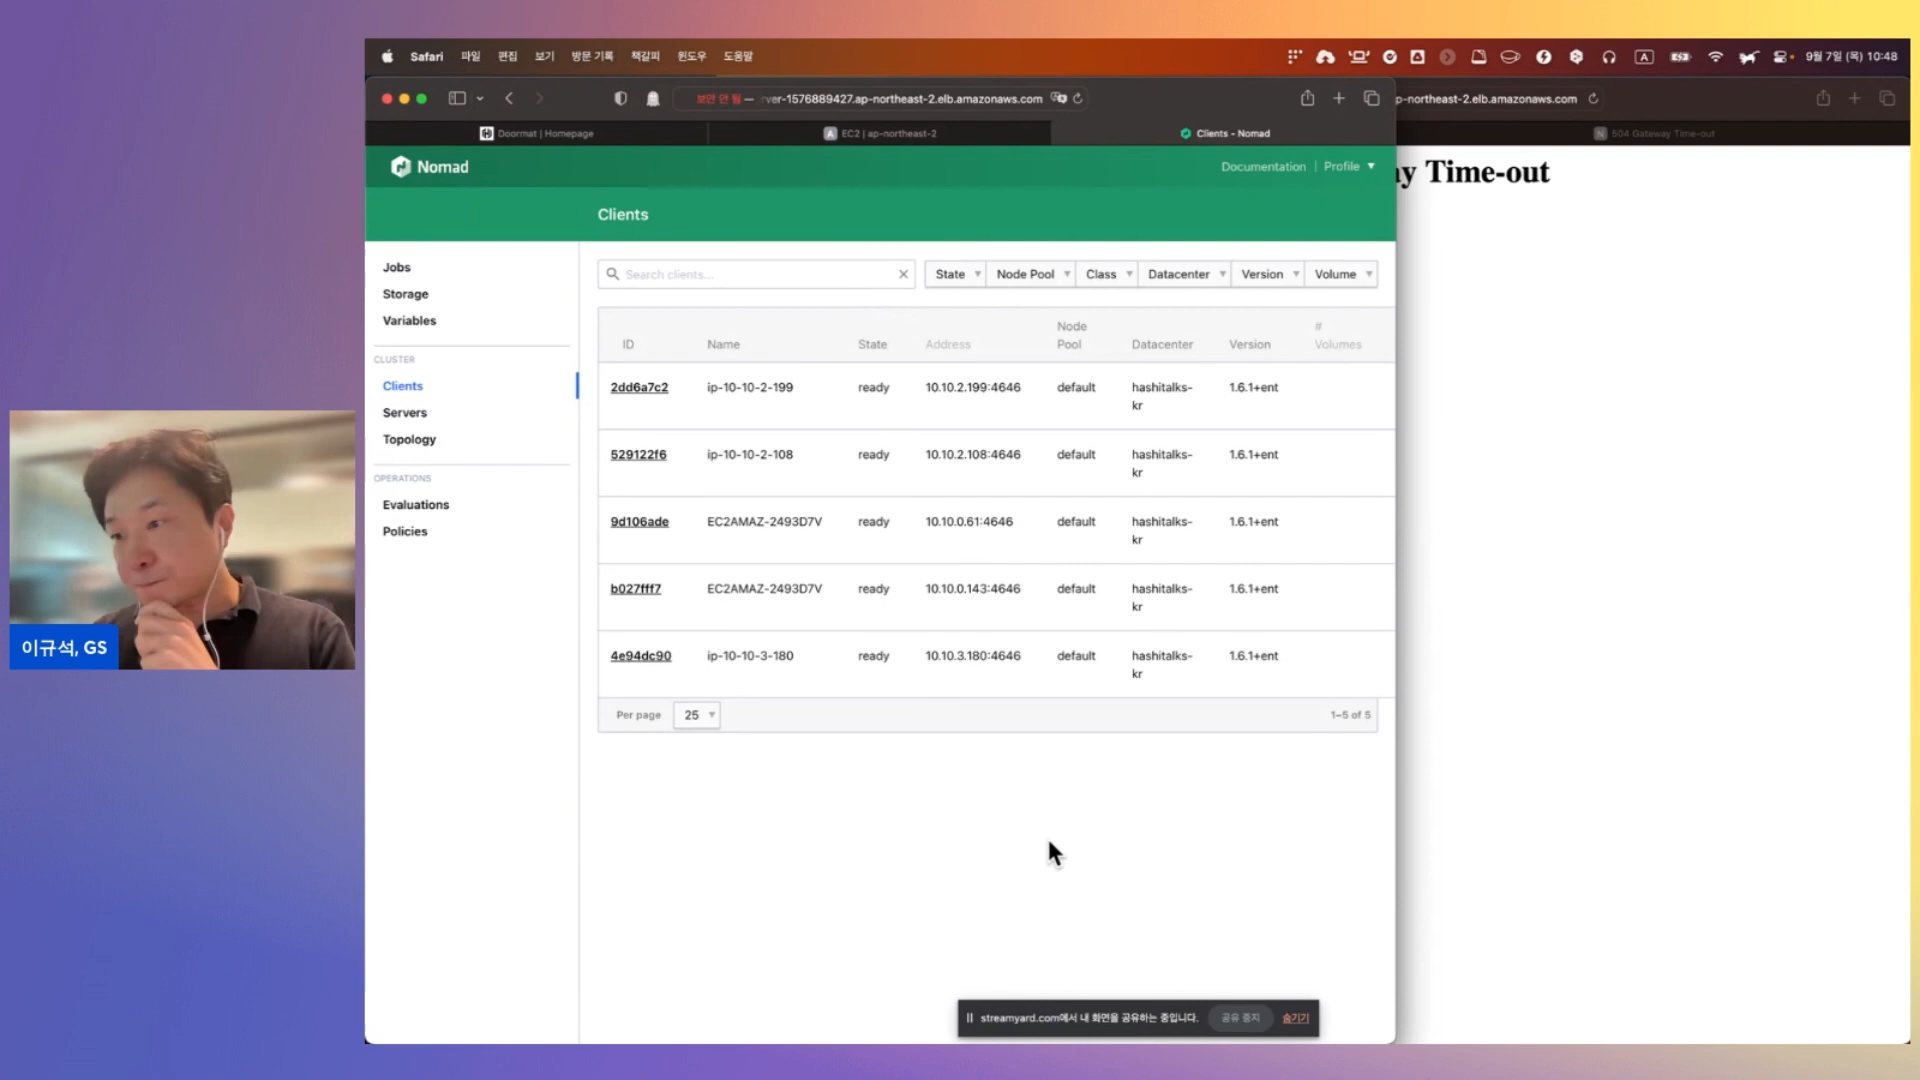 Safari 파일 편집 보기 방문 기록 책갈피 윈도우 도움말
A
9월 7일 (목) 10:48
보안 안 됨 — rver-1576889427.ap-northeast-2.elb.amazonaws.com
p-northeast-2.elb.amazonaws.com
Doormat | Homepage
A EC2 | ap-northeast-2
Clients - Nomad
N 504 Gateway Time-out
Nomad
Documentation | Profile
y Time-out
Clients
Jobs
Storage
Variables
CLUSTER
Clients
Servers
Topology
OPERATIONS
Evaluations
Policies
Search clients...
State Node Pool Class Datacenter Version Volume
ID Name State Address Node Pool Datacenter Version # Volumes
2dd6a7c2 ip-10-10-2-199 ready 10.10.2.199:4646 default hashitalks-kr 1.6.1+ent
529122f6 ip-10-10-2-108 ready 10.10.2.108:4646 default hashitalks-kr 1.6.1+ent
9d106ade EC2AMAZ-2493D7V ready 10.10.0.61:4646 default hashitalks-kr 1.6.1+ent
b027fff7 EC2AMAZ-2493D7V ready 10.10.0.143:4646 default hashitalks-kr 1.6.1+ent
4e94dc90 ip-10-10-3-180 ready 10.10.3.180:4646 default hashitalks-kr 1.6.1+ent
Per page 25
1–5 of 5
이규석, GS
streamyard.com에서 내 화면을 공유하는 중입니다. 공유 중지 숨기기